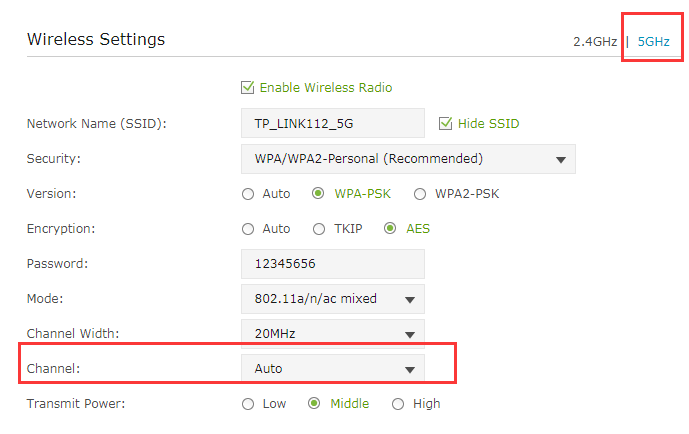 Wireless Settings 2.4GHz | 5GHz
Enable Wireless Radio
Network Name (SSID): TP_LINK112_5G Hide SSID
Security: WPA/WPA2-Personal (Recommended)
Version: Auto WPA-PSK WPA2-PSK
Encryption: Auto TKIP AES
Password: 12345656
Mode: 802.11a/n/ac mixed
Channel Width: 20MHz
Channel: Auto
Transmit Power: Low Middle High